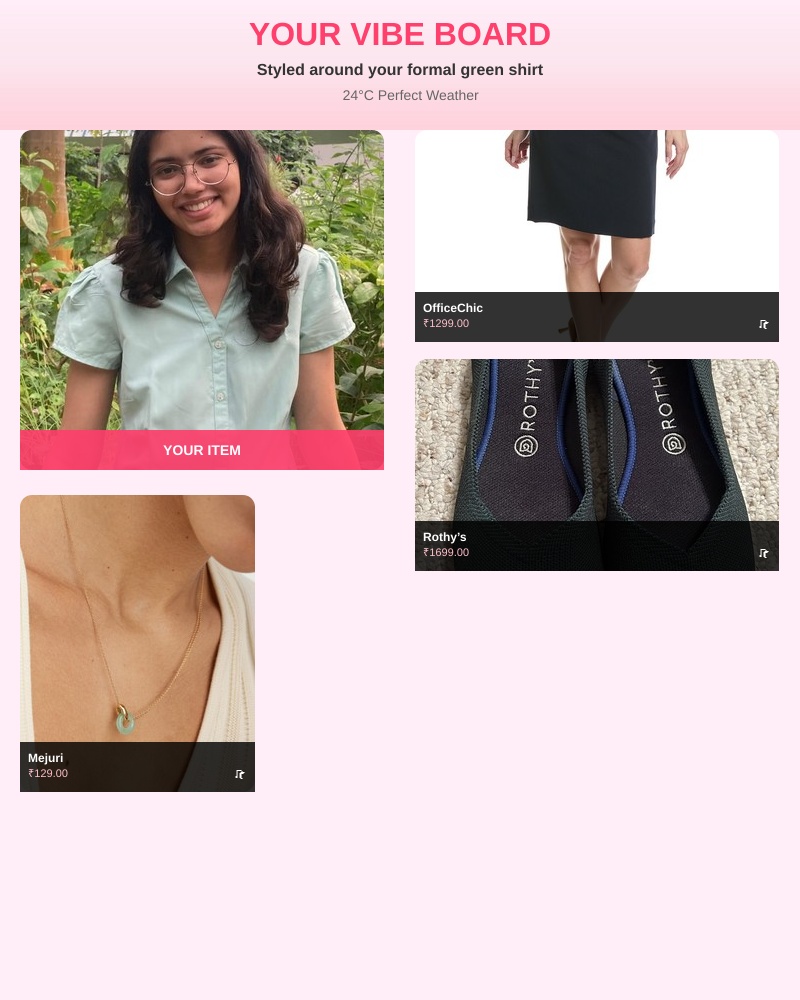 YOUR VIBE BOARD
Styled around your formal green shirt
24°C Perfect Weather
YOUR ITEM
OfficeChic
₹1299.00
ROTHY'
ROTHY'
Rothy's
₹1699.00
Mejuri
₹129.00